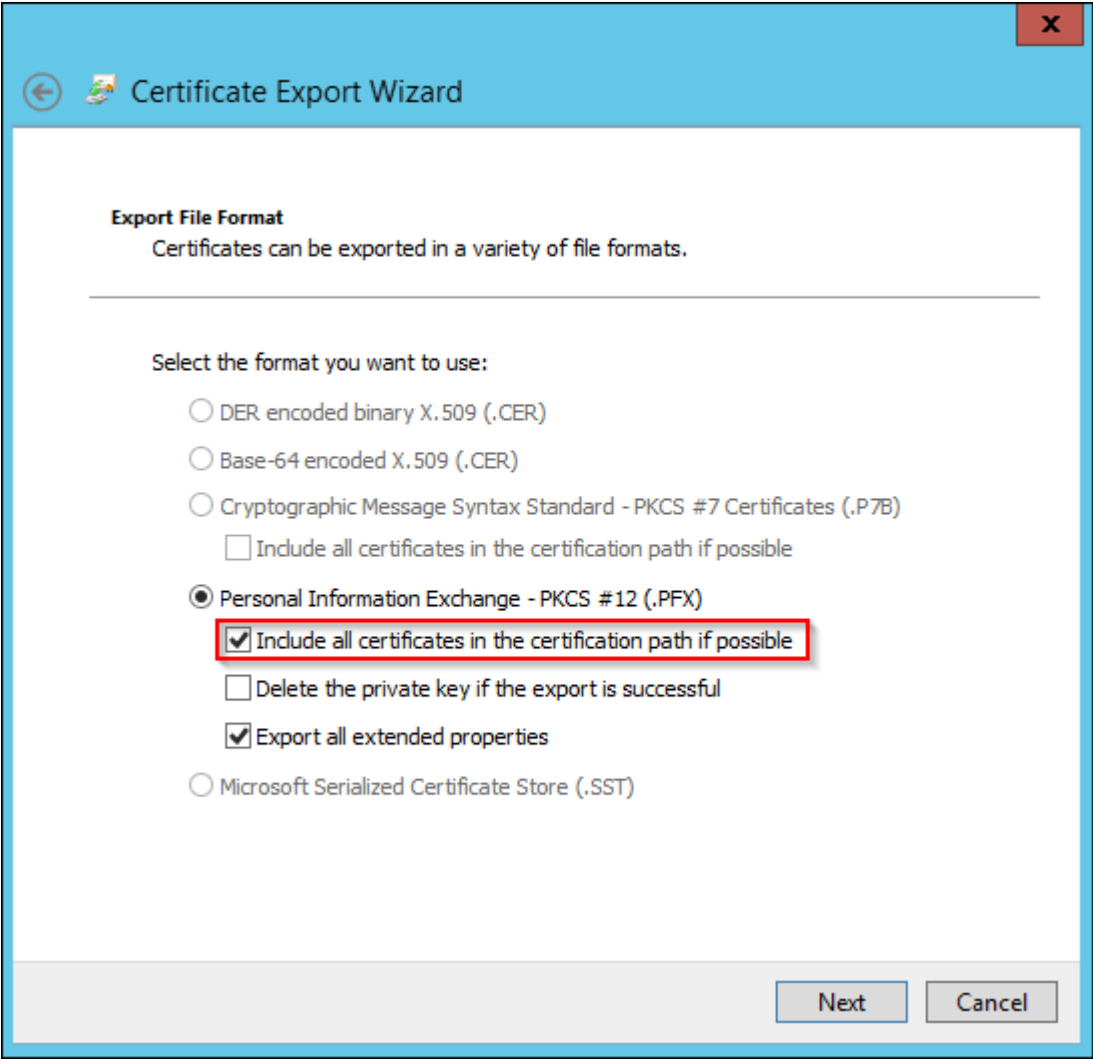 x
Certificate Export Wizard
Export File Format
Certificates can be exported in a variety of file formats.
Select the format you want to use:
DER encoded binary X.509 (.CER)
Base-64 encoded X.509 (.CER)
Cryptographic Message Syntax Standard - PKCS #7 Certificates (.P7B)
Include all certificates in the certification path if possible
Personal Information Exchange - PKCS #12 (.PFX)
Include all certificates in the certification path if possible
Delete the private key if the export is successful
Export all extended properties
Microsoft Serialized Certificate Store (.SST)
Next Cancel